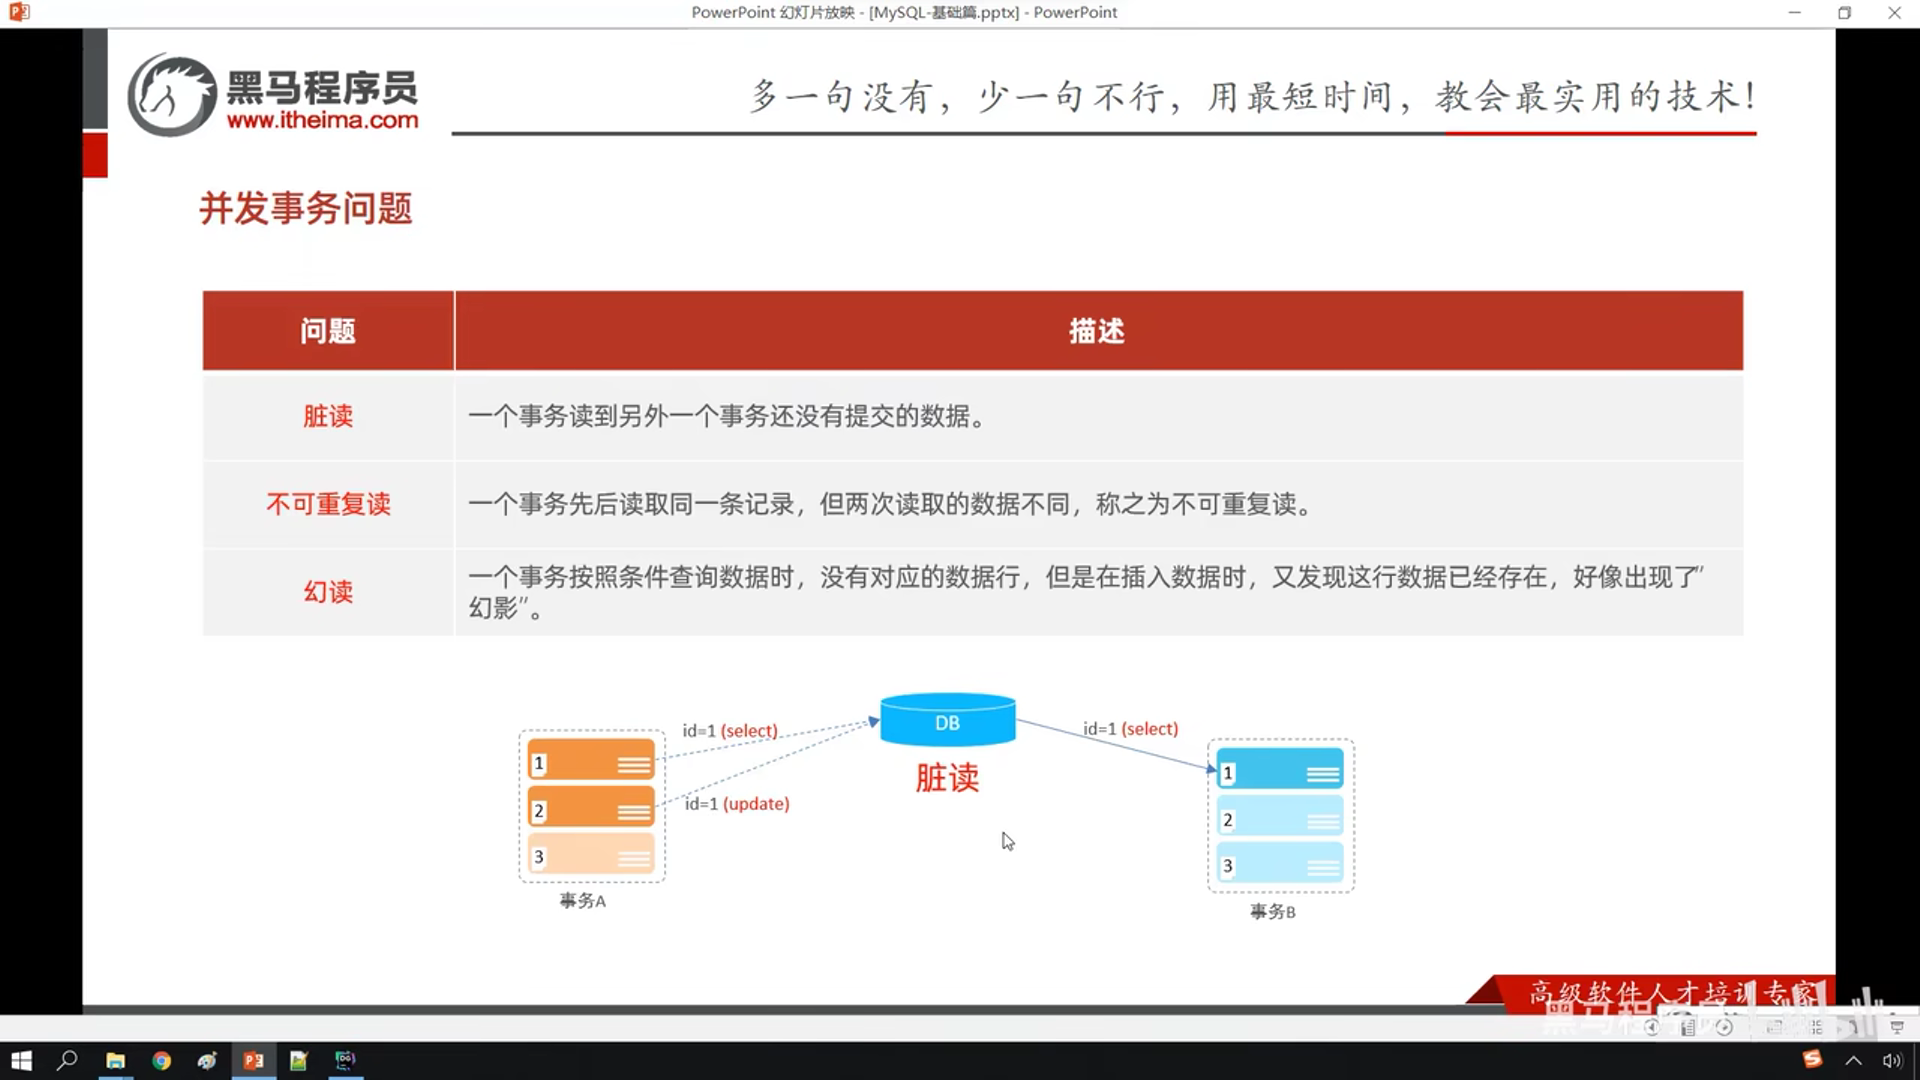 PowerPoint 幻灯片放映 - [MySQL-基础篇.pptx] - PowerPoint
黑马程序员
www.itheima.com
多一句没有，少一句不行，用最短时间，教会最实用的技术！
并发事务问题
问题 描述
脏读 一个事务读到另外一个事务还没有提交的数据。
不可重复读 一个事务先后读取同一条记录，但两次读取的数据不同，称之为不可重复读。
幻读 一个事务按照条件查询数据时，没有对应的数据行，但是在插入数据时，又发现这行数据已经存在，好像出现了”
幻影”。
id=1 (select)
DB
id=1 (select)
脏读
id=1 (update)
1
2
3
事务A
1
2
3
事务B
高级软件人才培训专家
黑马程序员